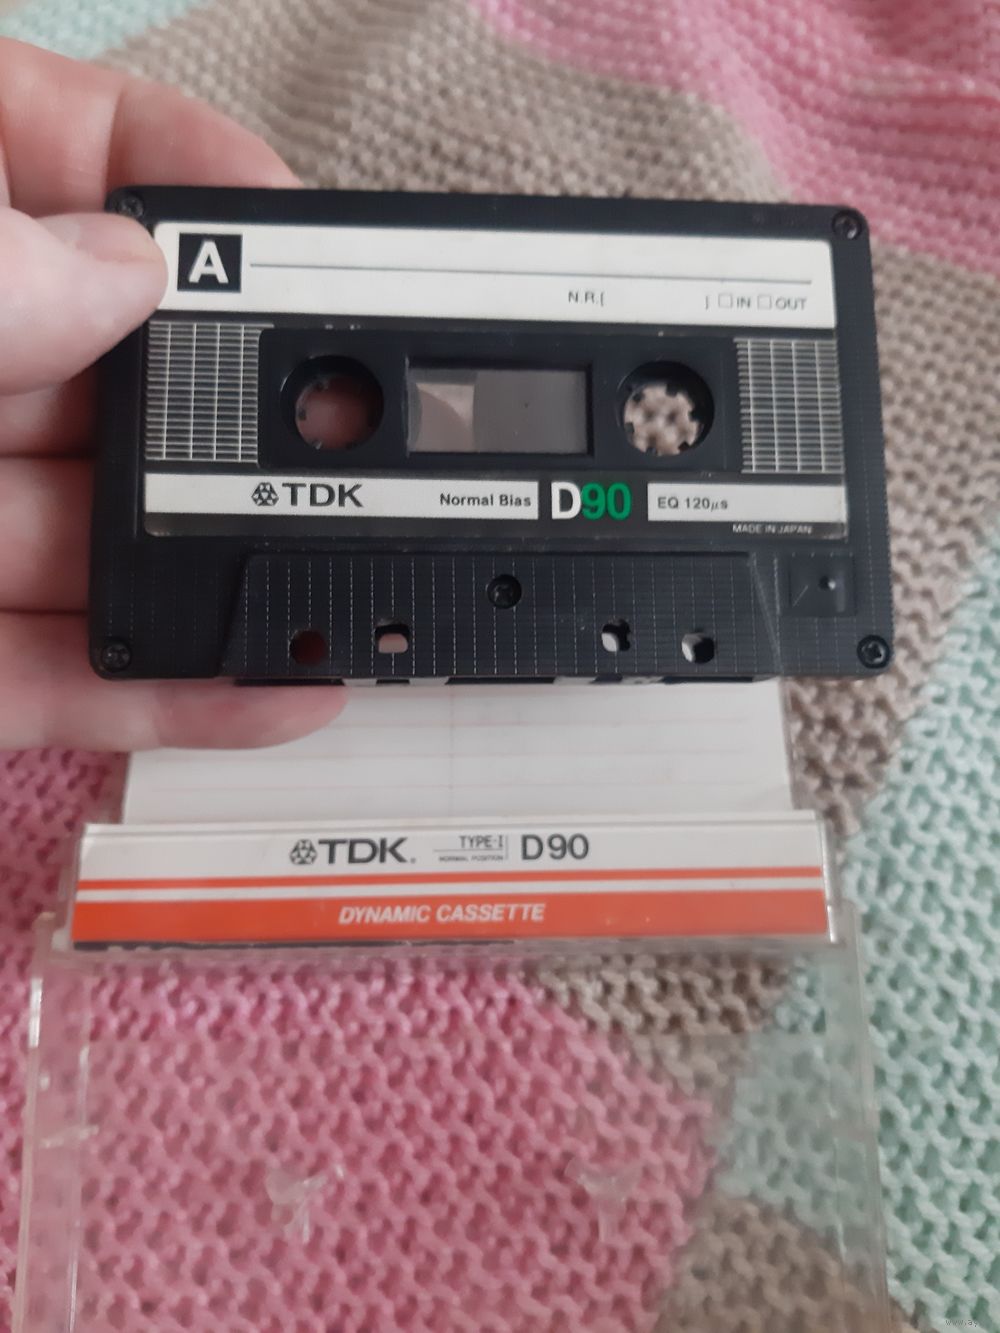 A
N.R.[ ] □IN □OUT
TDK Normal Bias D90 EQ 120μs
MADE IN JAPAN
TDK. TYPE-I D90
NORMAL POSITION
DYNAMIC CASSETTE